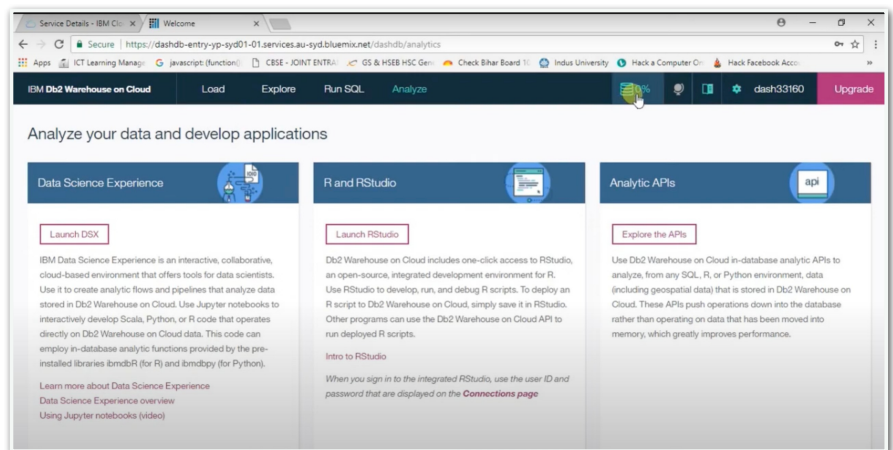 Service Details - IBM Clo
Welcome
Secure | https://dashdb-entry-yp-syd01-01.services.au-syd.bluemix.net/dashdb/analytics
Apps ICT Learning Manage javascript:(function() CBSE - JOINT ENTRA GS & HSEB HSC Gene Check Bihar Board 10 Indus University Hack a Computer On Hack Facebook Acco
IBM Db2 Warehouse on Cloud Load Explore Run SQL Analyze 0% dash33160 Upgrade
Analyze your data and develop applications
Data Science Experience
Launch DSX
IBM Data Science Experience is an interactive, collaborative,
cloud-based environment that offers tools for data scientists.
Use it to create analytic flows and pipelines that analyze data
stored in Db2 Warehouse on Cloud. Use Jupyter notebooks to
interactively develop Scala, Python, or R code that operates
directly on Db2 Warehouse on Cloud data. This code can
employ in-database analytic functions provided by the pre-
installed libraries ibmdbR (for R) and ibmdbpy (for Python).
Learn more about Data Science Experience
Data Science Experience overview
Using Jupyter notebooks (video)
R and RStudio
Launch RStudio
Db2 Warehouse on Cloud includes one-click access to RStudio,
an open-source, integrated development environment for R.
Use RStudio to develop, run, and debug R scripts. To deploy an
R script to Db2 Warehouse on Cloud, simply save it in RStudio.
Other programs can use the Db2 Warehouse on Cloud API to
run deployed R scripts.
Intro to RStudio
When you sign in to the integrated RStudio, use the user ID and
password that are displayed on the Connections page
Analytic APIs
api
Explore the APIs
Use Db2 Warehouse on Cloud in-database analytic APIs to
analyze, from any SQL, R, or Python environment, data
(including geospatial data) that is stored in Db2 Warehouse on
Cloud. These APIs push operations down into the database
rather than operating on data that has been moved into
memory, which greatly improves performance.